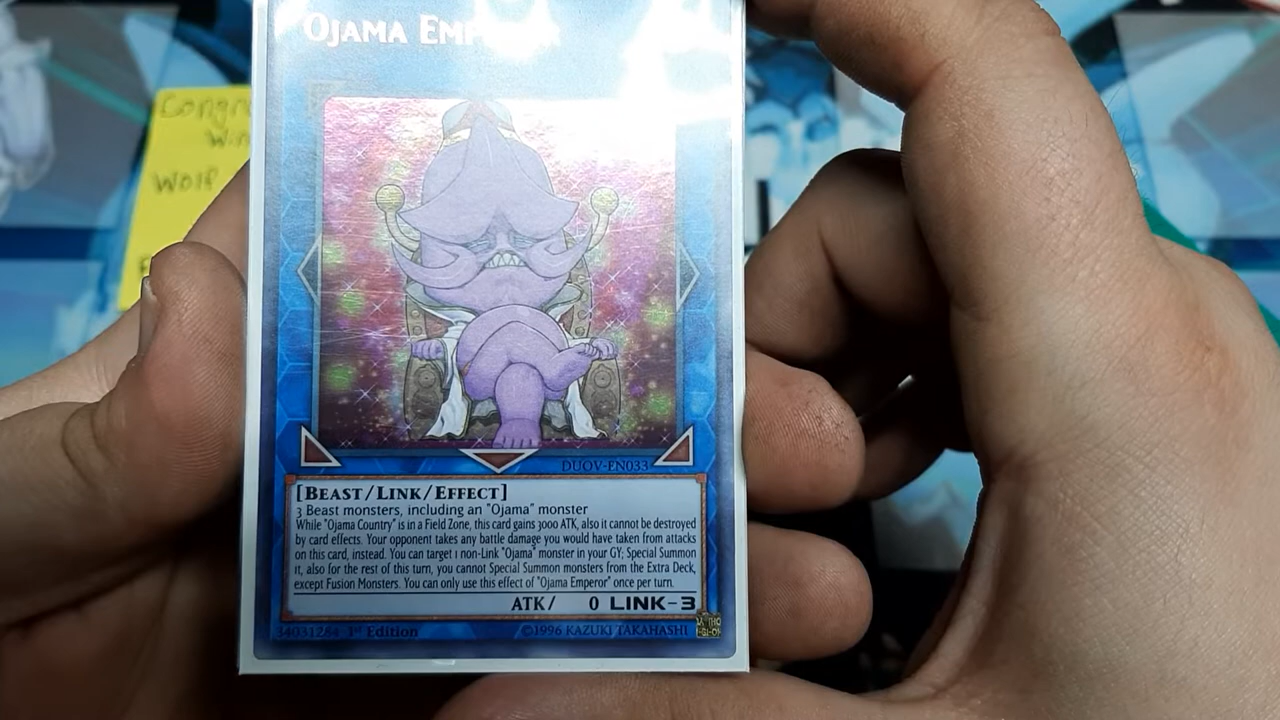 OJAMA EMPEROR
Congra
Win
Wolf
DUOV-EN033
[BEAST/LINK/EFFECT]
3 Beast monsters, including an "Ojama" monster
While "Ojama Country" is in a Field Zone, this card gains 3000 ATK, also it cannot be destroyed
by card effects. Your opponent takes any battle damage you would have taken from attacks
on this card, instead. You can target 1 non-Link "Ojama" monster in your GY; Special Summon
it, also for the rest of this turn, you cannot Special Summon monsters from the Extra Deck,
except Fusion Monsters. You can only use this effect of "Ojama Emperor" once per turn.
ATK/ 0 LINK-3
34031284 1st Edition ©1996 KAZUKI TAKAHASHI